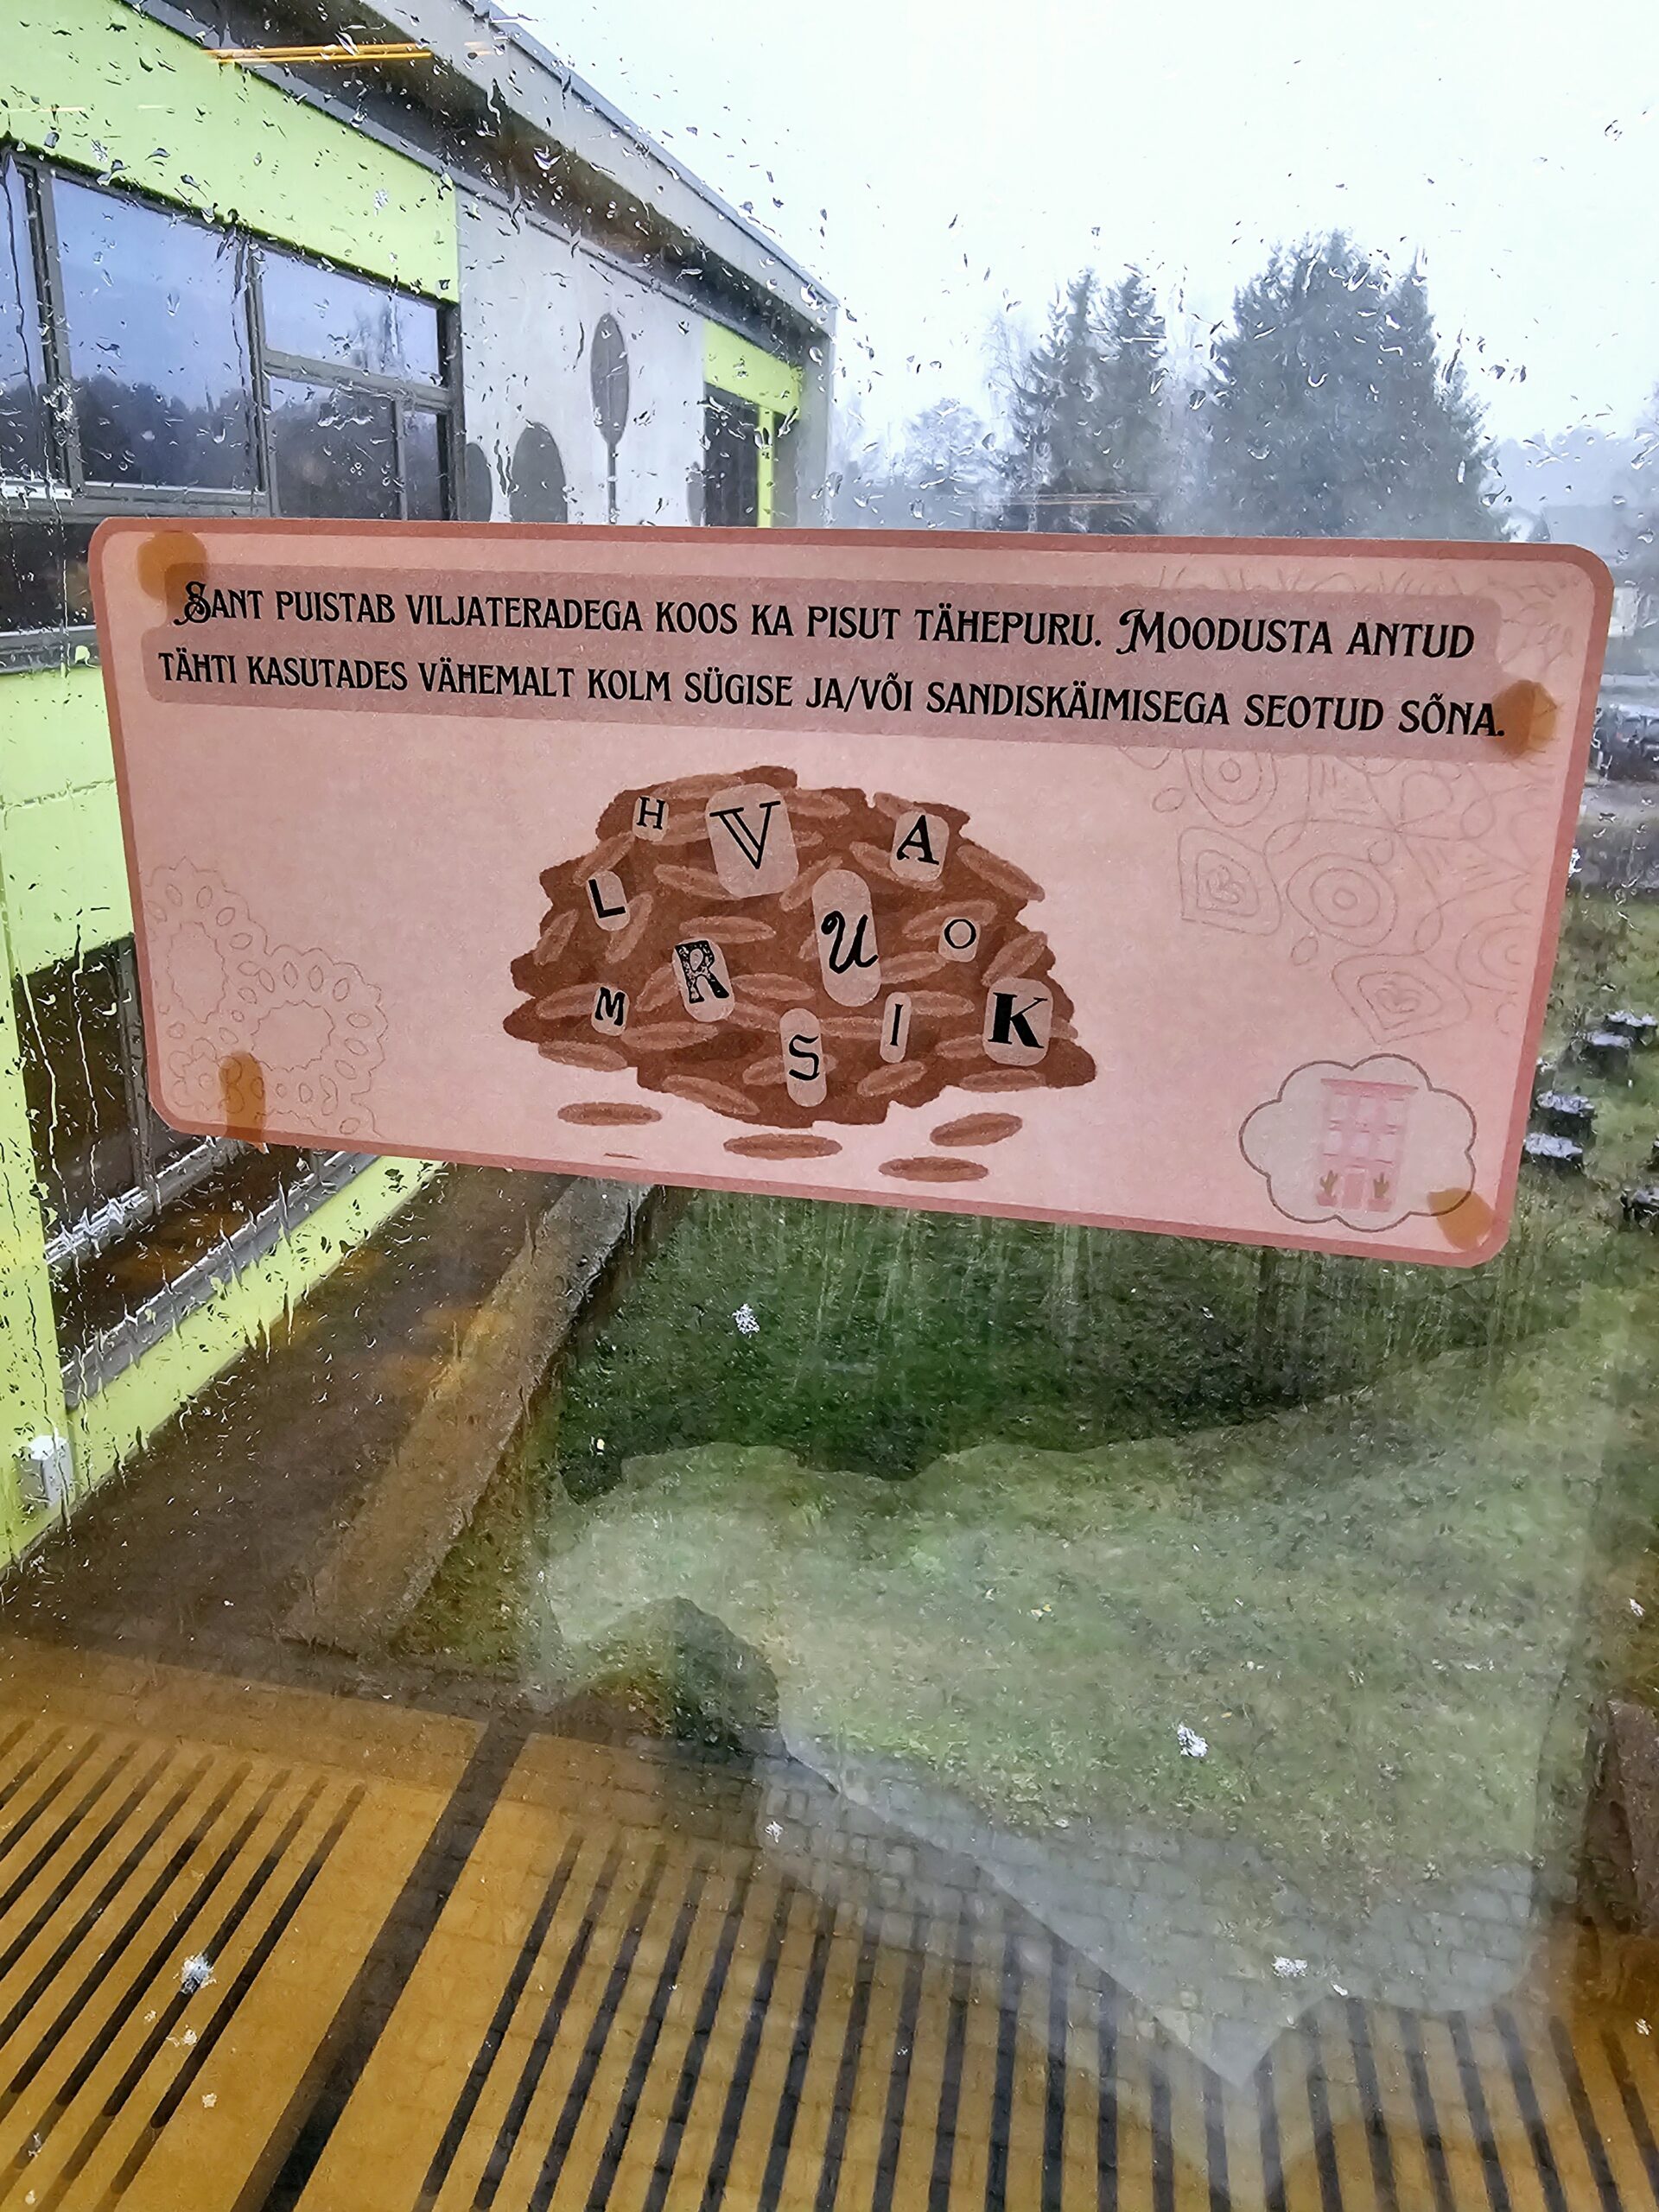 Sant puistab viljateradega koos ka pisut tähepuru. Moodusta antud
tähti kasutades vähemalt kolm sügise ja/või sandiskäimisega seotud sõna.
H V A
L U O
R
M I K
S